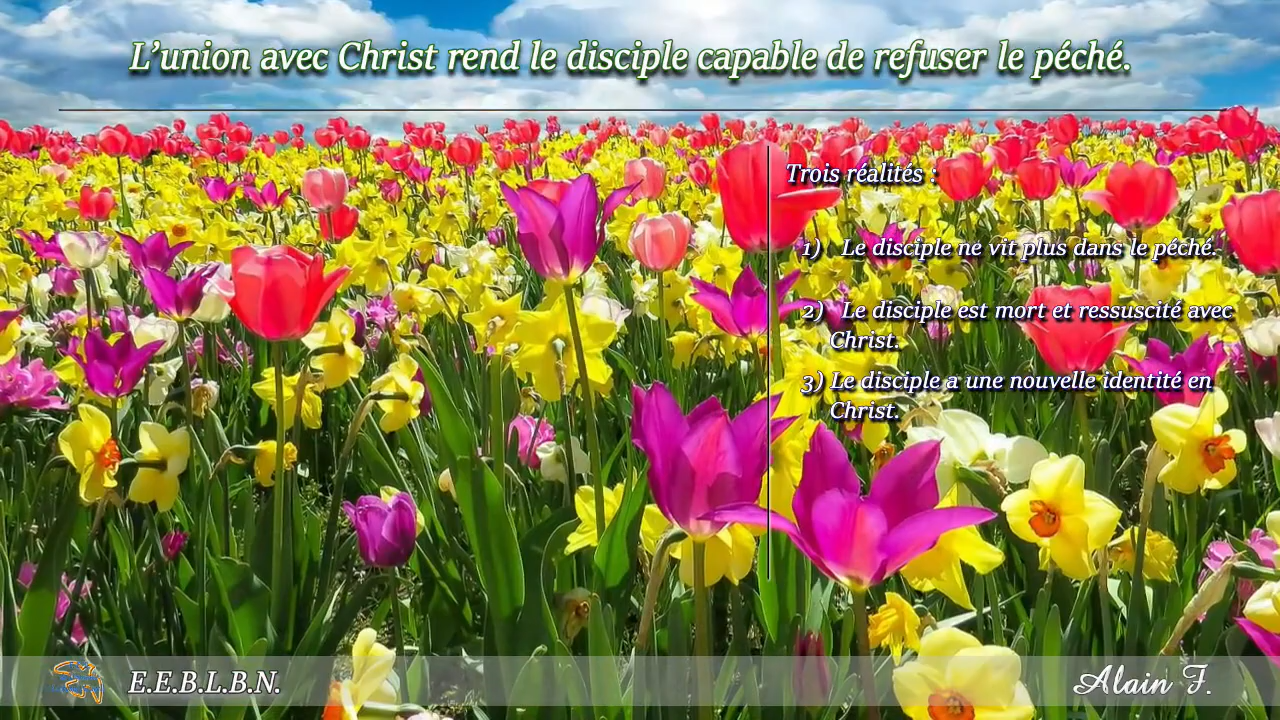 L’union avec Christ rend le disciple capable de refuser le péché.
Trois réalités :
1) Le disciple ne vit plus dans le péché.
2) Le disciple est mort et ressuscité avec
Christ.
3) Le disciple a une nouvelle identité en
Christ.
E.E.B.L.B.N.
Alain F.